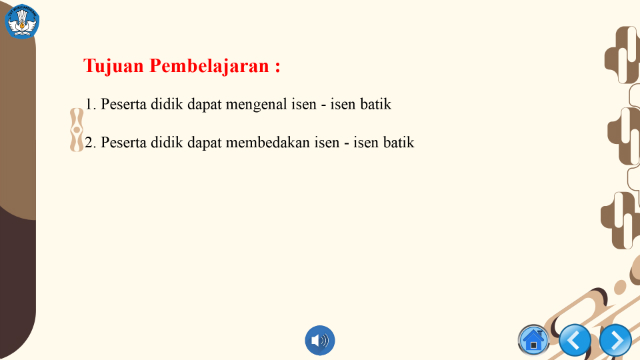 Tujuan Pembelajaran :
1. Peserta didik dapat mengenal isen - isen batik
2. Peserta didik dapat membedakan isen - isen batik